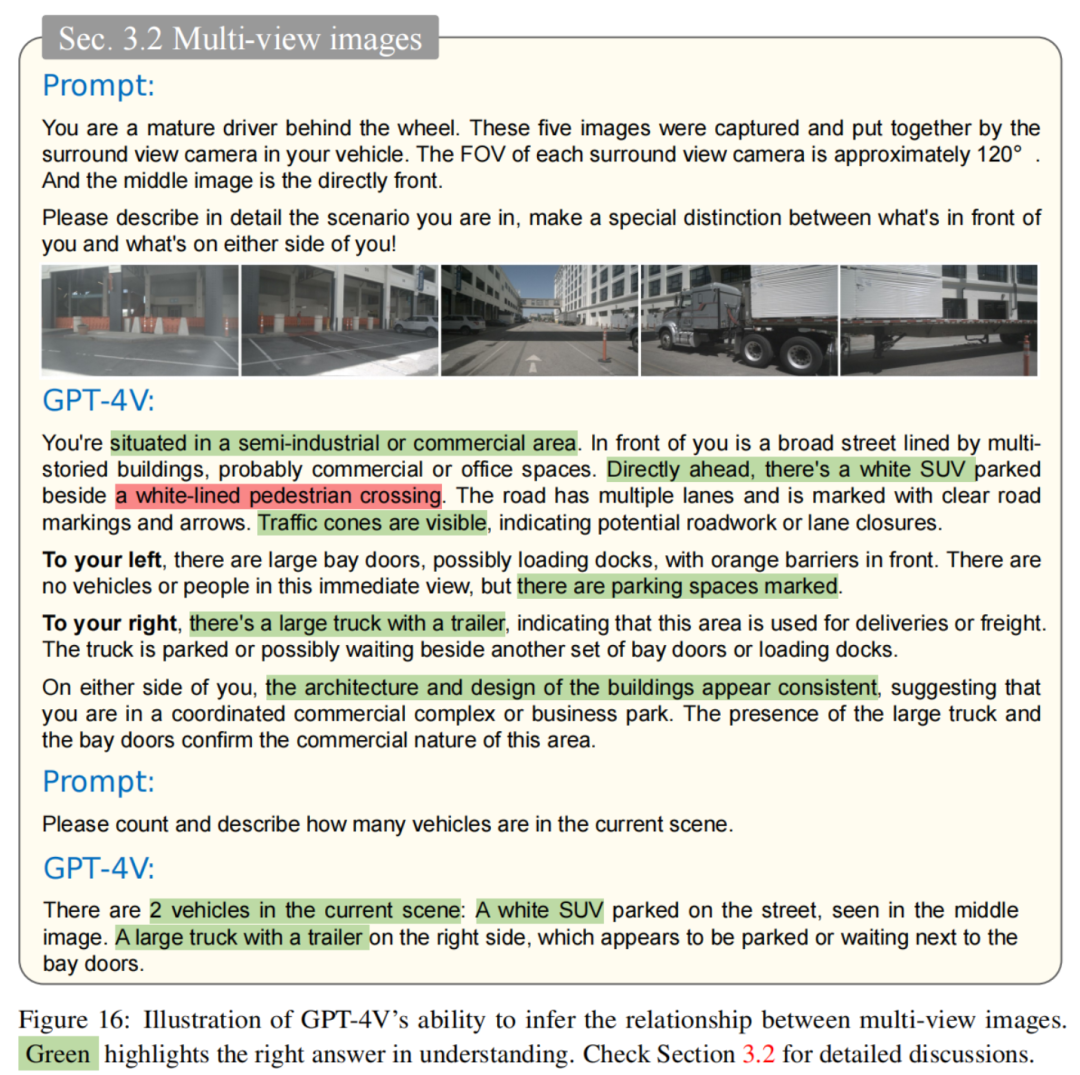 Sec. 3.2 Multi-view images
Prompt:
You are a mature driver behind the wheel. These five images were captured and put together by the
surround view camera in your vehicle. The FOV of each surround view camera is approximately 120° .
And the middle image is the directly front.
Please describe in detail the scenario you are in, make a special distinction between what's in front of
you and what's on either side of you!
GPT-4V:
You're situated in a semi-industrial or commercial area. In front of you is a broad street lined by multi-
storied buildings, probably commercial or office spaces. Directly ahead, there's a white SUV parked
beside a white-lined pedestrian crossing. The road has multiple lanes and is marked with clear road
markings and arrows. Traffic cones are visible, indicating potential roadwork or lane closures.
To your left, there are large bay doors, possibly loading docks, with orange barriers in front. There are
no vehicles or people in this immediate view, but there are parking spaces marked.
To your right, there's a large truck with a trailer, indicating that this area is used for deliveries or freight.
The truck is parked or possibly waiting beside another set of bay doors or loading docks.
On either side of you, the architecture and design of the buildings appear consistent, suggesting that
you are in a coordinated commercial complex or business park. The presence of the large truck and
the bay doors confirm the commercial nature of this area.
Prompt:
Please count and describe how many vehicles are in the current scene.
GPT-4V:
There are 2 vehicles in the current scene: A white SUV parked on the street, seen in the middle
image. A large truck with a trailer on the right side, which appears to be parked or waiting next to the
bay doors.
Figure 16: Illustration of GPT-4V's ability to infer the relationship between multi-view images.
Green highlights the right answer in understanding. Check Section 3.2 for detailed discussions.